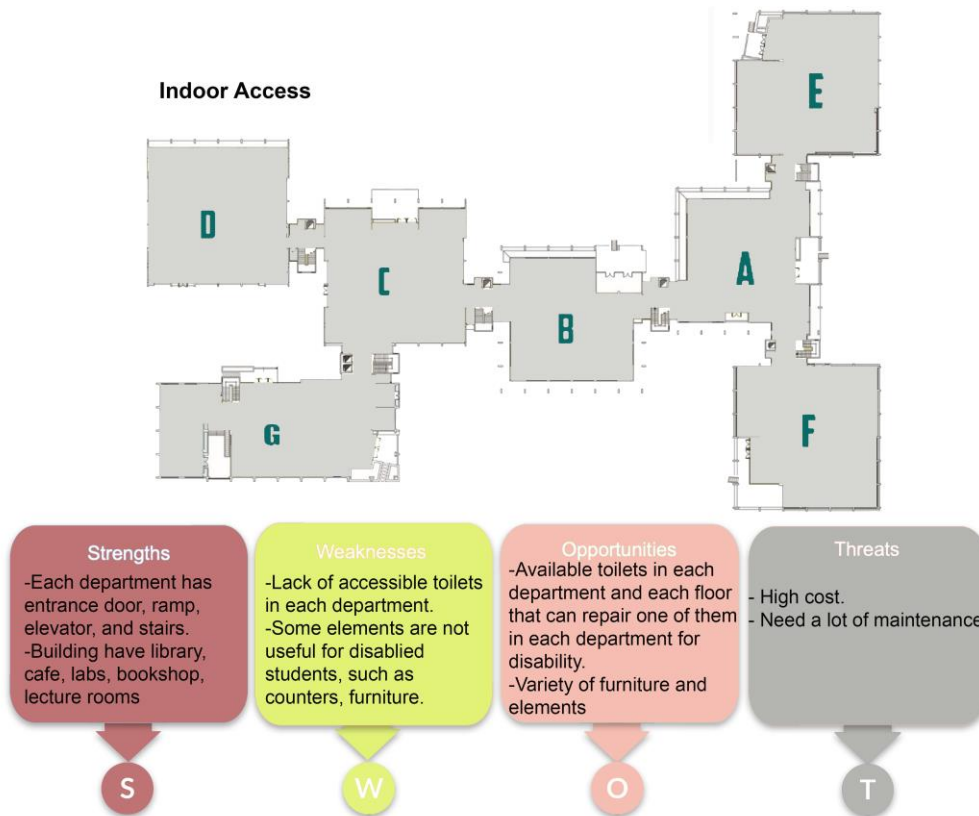 Indoor Access
E
D
A
C
B
F
G
Strengths
-Each department has
entrance door, ramp,
elevator, and stairs.
-Building have library,
cafe, labs, bookshop,
lecture rooms
Weaknesses
-Lack of accessible toilets
in each department.
-Some elements are not
useful for disablied
students, such as
counters, furniture.
Opportunities
-Available toilets in each
department and each floor
that can repair one of them
in each department for
disability.
-Variety of furniture and
elements
Threats
- High cost.
- Need a lot of maintenance
S
W
O
T